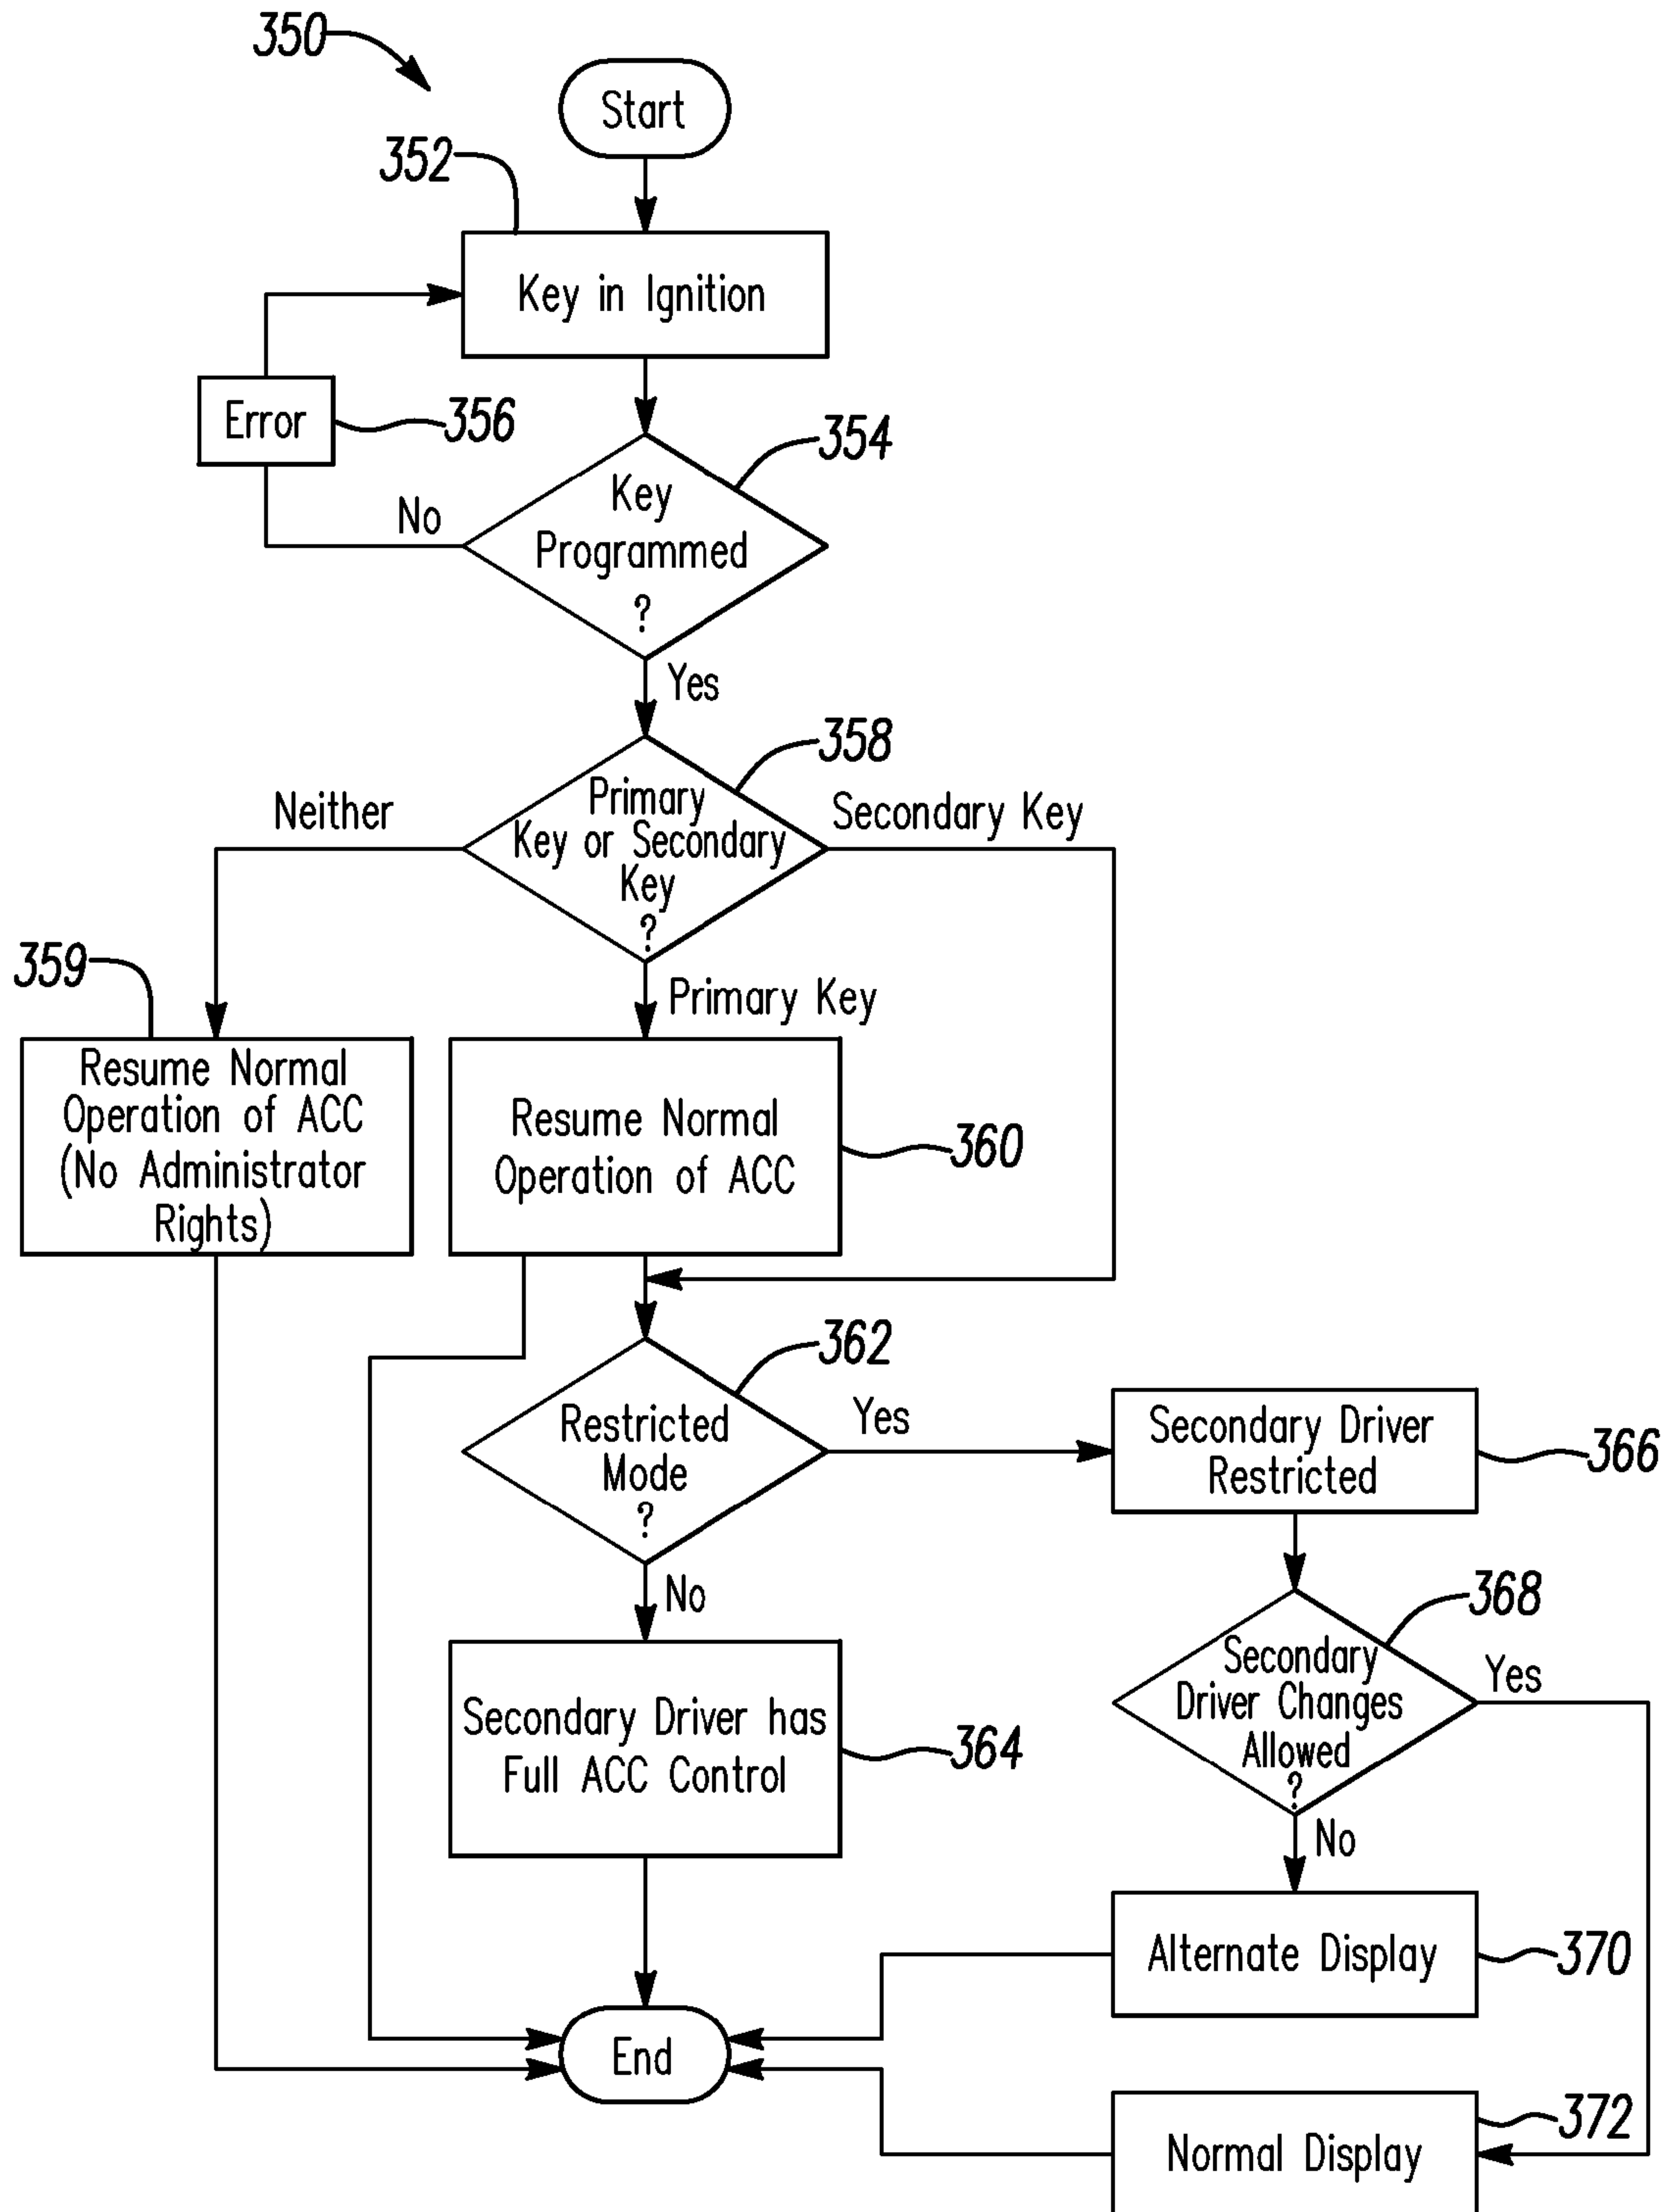 350
Start
352
Key in Ignition
Error
356
354
Key
Programmed
?
No
Yes
358
Primary
Key or Secondary
Key
?
Neither
Secondary Key
Primary Key
359
Resume Normal
Operation of ACC
(No Administrator
Rights)
Resume Normal
Operation of ACC
360
362
Restricted
Mode
?
Yes
Secondary Driver
Restricted
366
No
368
Secondary
Driver Changes
Allowed
?
Yes
Secondary Driver has
Full ACC Control
364
No
Alternate Display
370
End
Normal Display
372